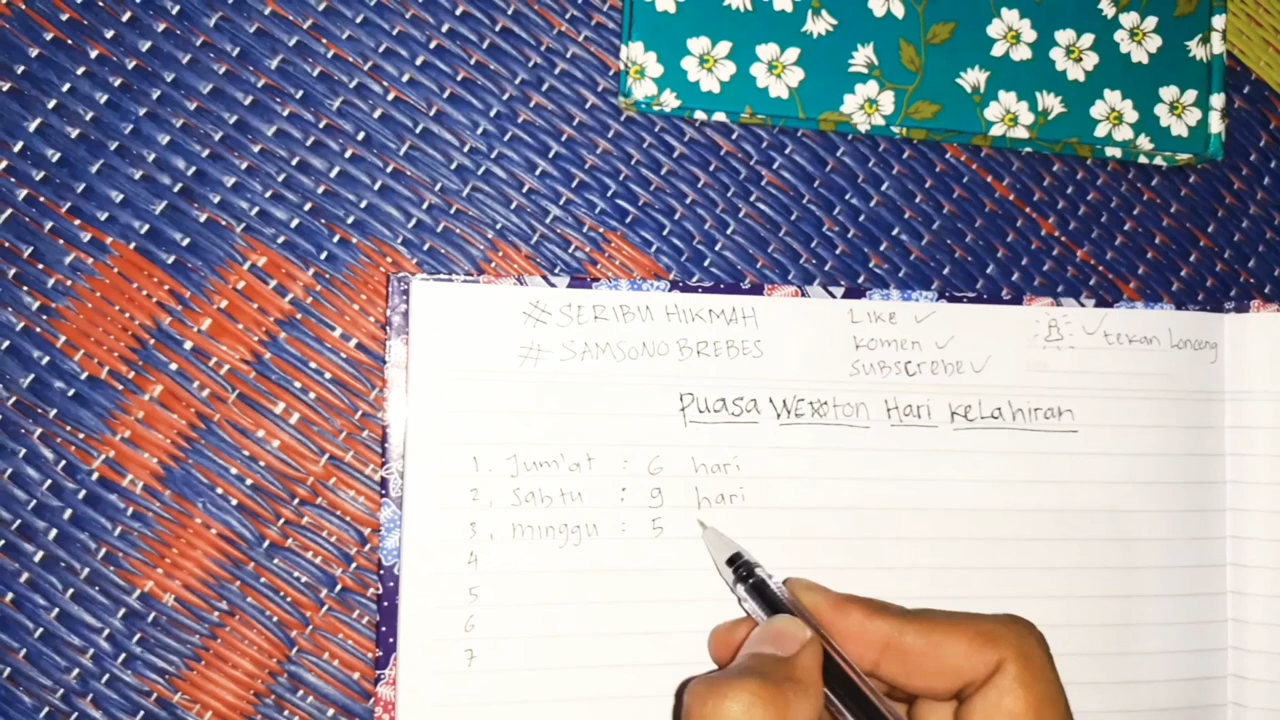 # SERIBU HIKMAH
# SAMSONO BREBES
Like ✓
Komen ✓
SUBSCrebe ✓
✓ tekan Lonceng
Puasa WEtoton Hari KeLahiran
1. Jum'at : 6 hari
2. Sabtu : 9 hari
3. minggu : 5
4
5
6
7